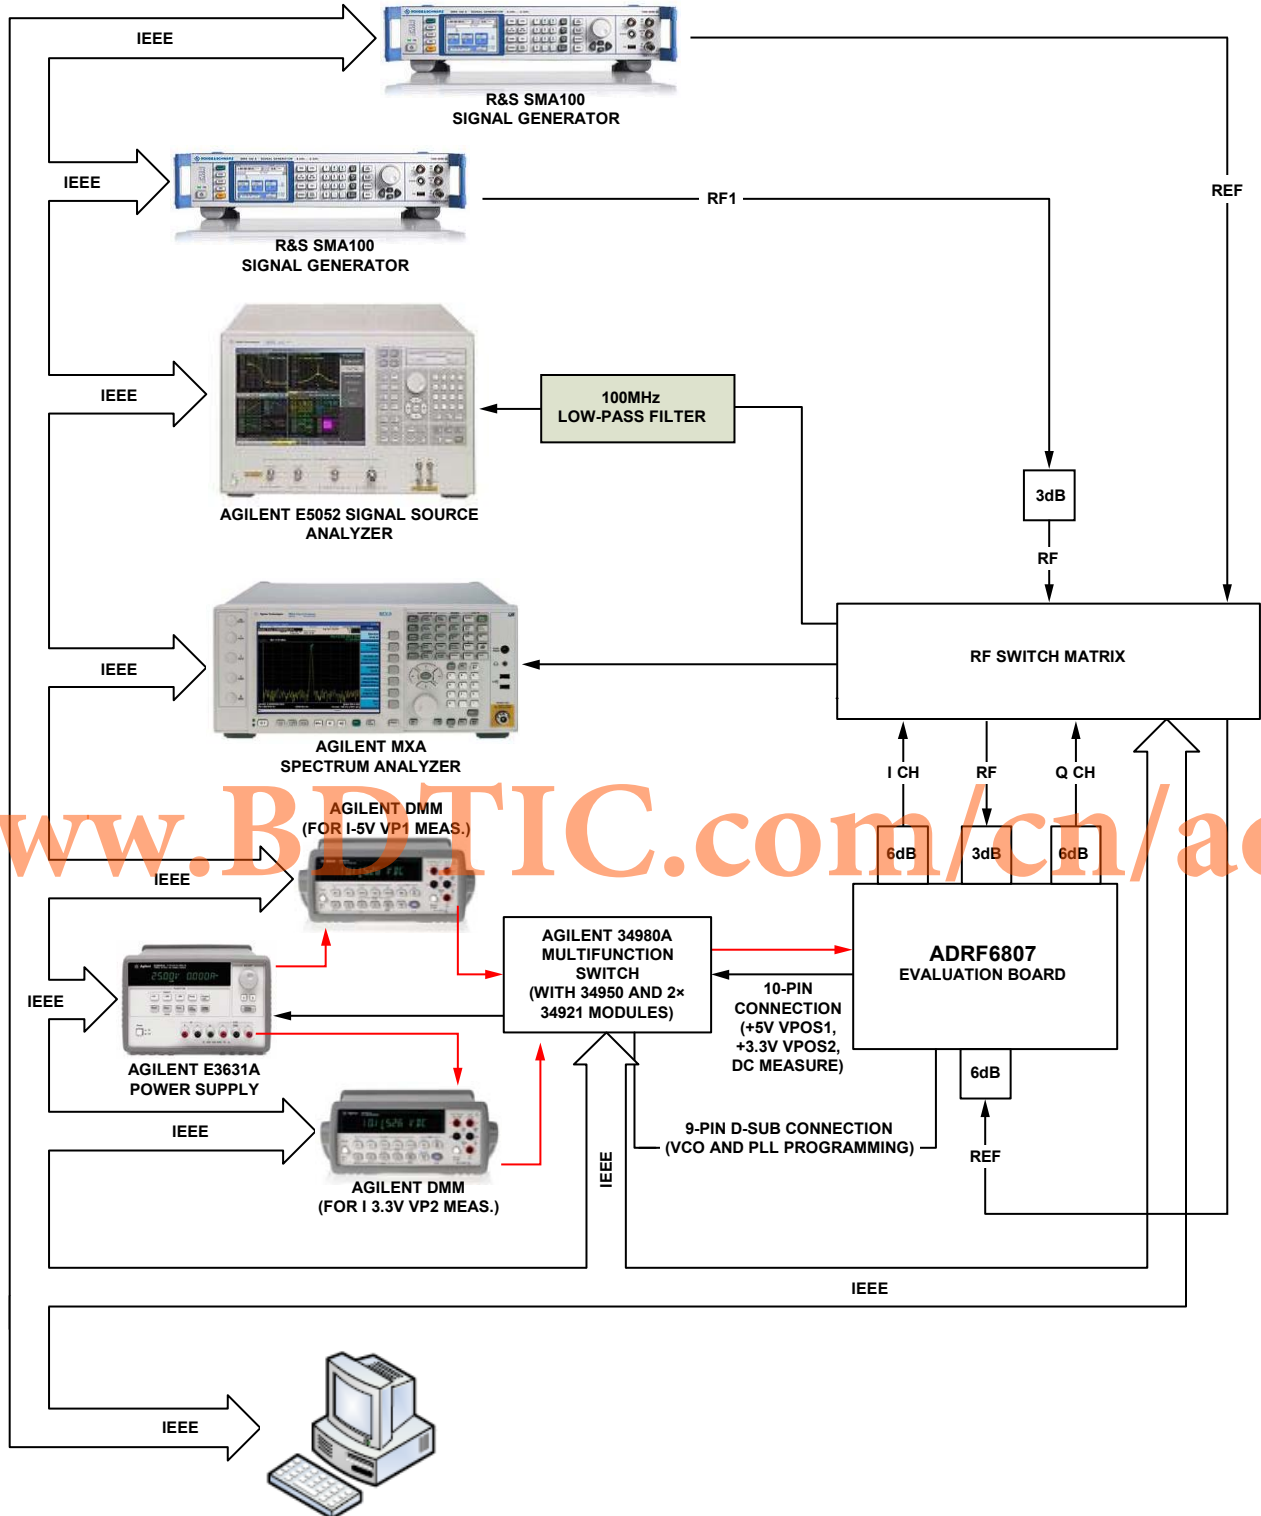 IEEE
R&S SMA100
SIGNAL GENERATOR
IEEE
RF1
REF
R&S SMA100
SIGNAL GENERATOR
IEEE
100MHz
LOW-PASS FILTER
3dB
AGILENT E5052 SIGNAL SOURCE
ANALYZER
RF
IEEE
RF SWITCH MATRIX
AGILENT MXA
SPECTRUM ANALYZER
I CH
RF
Q CH
www.BDTIC.com/cn/ad
AGILENT DMM
(FOR I-5V VP1 MEAS.)
IEEE
6dB
3dB
6dB
AGILENT 34980A
MULTIFUNCTION
SWITCH
(WITH 34950 AND 2×
34921 MODULES)
ADRF6807
EVALUATION BOARD
IEEE
10-PIN
CONNECTION
(+5V VPOS1,
+3.3V VPOS2,
DC MEASURE)
AGILENT E3631A
POWER SUPPLY
6dB
IEEE
9-PIN D-SUB CONNECTION
(VCO AND PLL PROGRAMMING)
REF
IEEE
AGILENT DMM
(FOR I 3.3V VP2 MEAS.)
IEEE
IEEE